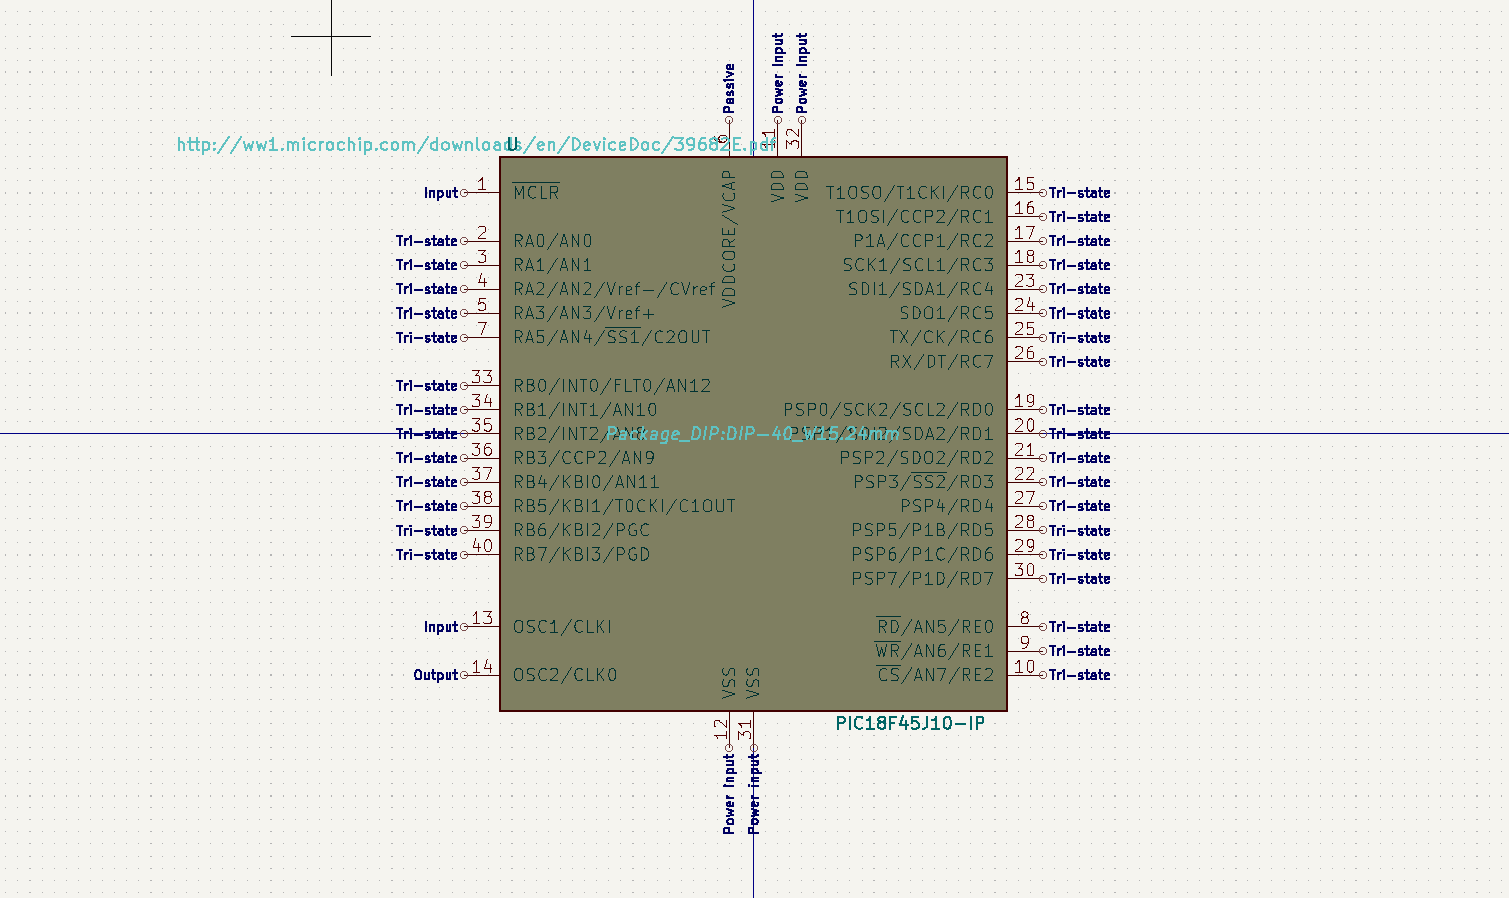 Passive
Power Input
Power Input
http://ww1.microchip.com/downloads/en/DeviceDoc/39682E.pdf
U
6
11
32
VDDCORE/VCAP
VDD
VDD
Input 1 MCLR
Tri-state 2 RA0/AN0
Tri-state 3 RA1/AN1
Tri-state 4 RA2/AN2/Vref-/CVref
Tri-state 5 RA3/AN3/Vref+
Tri-state 7 RA5/AN4/SS1/C2OUT
Tri-state 33 RB0/INT0/FLT0/AN12
Tri-state 34 RB1/INT1/AN10
Tri-state 35 RB2/INT2/AN8
Tri-state 36 RB3/CCP2/AN9
Tri-state 37 RB4/KBI0/AN11
Tri-state 38 RB5/KBI1/T0CKI/C1OUT
Tri-state 39 RB6/KBI2/PGC
Tri-state 40 RB7/KBI3/PGD
Input 13 OSC1/CLKI
Output 14 OSC2/CLKO
T1OSO/T1CKI/RC0 15 Tri-state
T1OSI/CCP2/RC1 16 Tri-state
P1A/CCP1/RC2 17 Tri-state
SCK1/SCL1/RC3 18 Tri-state
SDI1/SDA1/RC4 23 Tri-state
SDO1/RC5 24 Tri-state
TX/CK/RC6 25 Tri-state
RX/DT/RC7 26 Tri-state
PSP0/SCK2/SCL2/RD0 19 Tri-state
PSP1/SDI2/SDA2/RD1 20 Tri-state
PSP2/SDO2/RD2 21 Tri-state
PSP3/SS2/RD3 22 Tri-state
PSP4/RD4 27 Tri-state
PSP5/P1B/RD5 28 Tri-state
PSP6/P1C/RD6 29 Tri-state
PSP7/P1D/RD7 30 Tri-state
RD/AN5/RE0 8 Tri-state
WR/AN6/RE1 9 Tri-state
CS/AN7/RE2 10 Tri-state
Package_DIP:DIP-40_W15.24mm
VSS
VSS
12
31
Power Input
Power Input
PIC18F45J10-IP